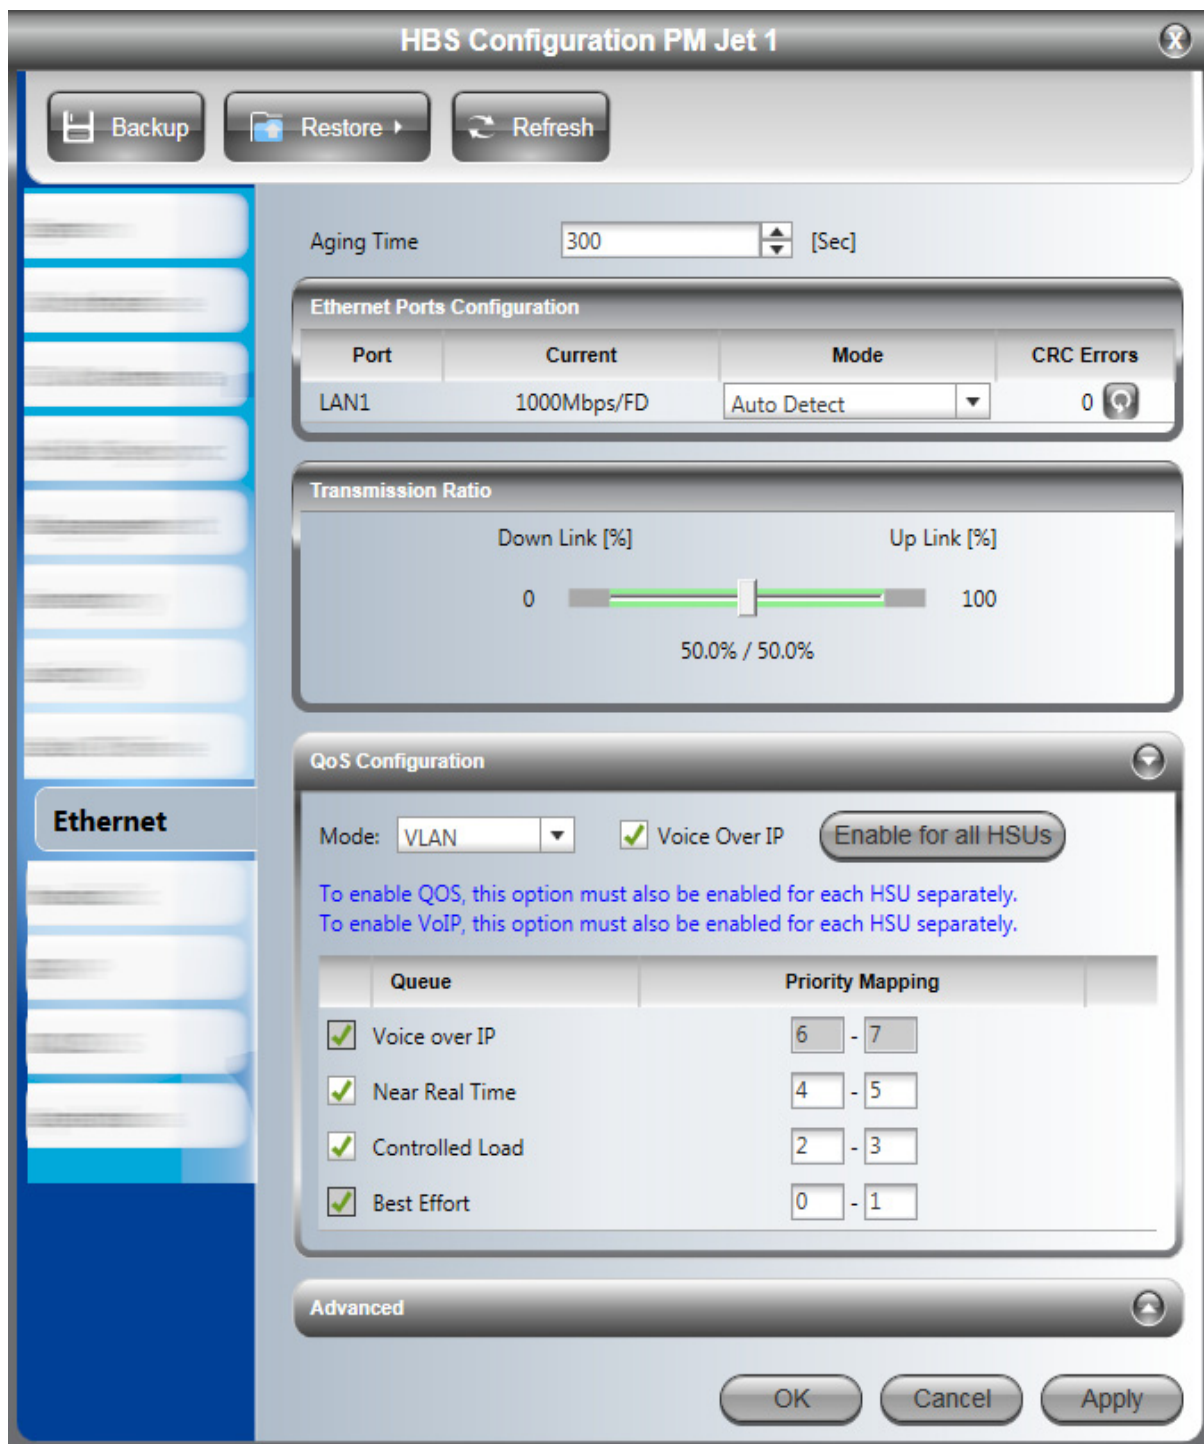 HBS Configuration PM Jet 1
Backup Restore Refresh
Aging Time 300 [Sec]
Ethernet Ports Configuration
Port Current Mode CRC Errors
LAN1 1000Mbps/FD Auto Detect 0
Transmission Ratio
Down Link [%] Up Link [%]
0 100
50.0% / 50.0%
QoS Configuration
Ethernet
Mode: VLAN Voice Over IP Enable for all HSUs
To enable QOS, this option must also be enabled for each HSU separately.
To enable VoIP, this option must also be enabled for each HSU separately.
Queue Priority Mapping
Voice over IP 6 - 7
Near Real Time 4 - 5
Controlled Load 2 - 3
Best Effort 0 - 1
Advanced
OK Cancel Apply